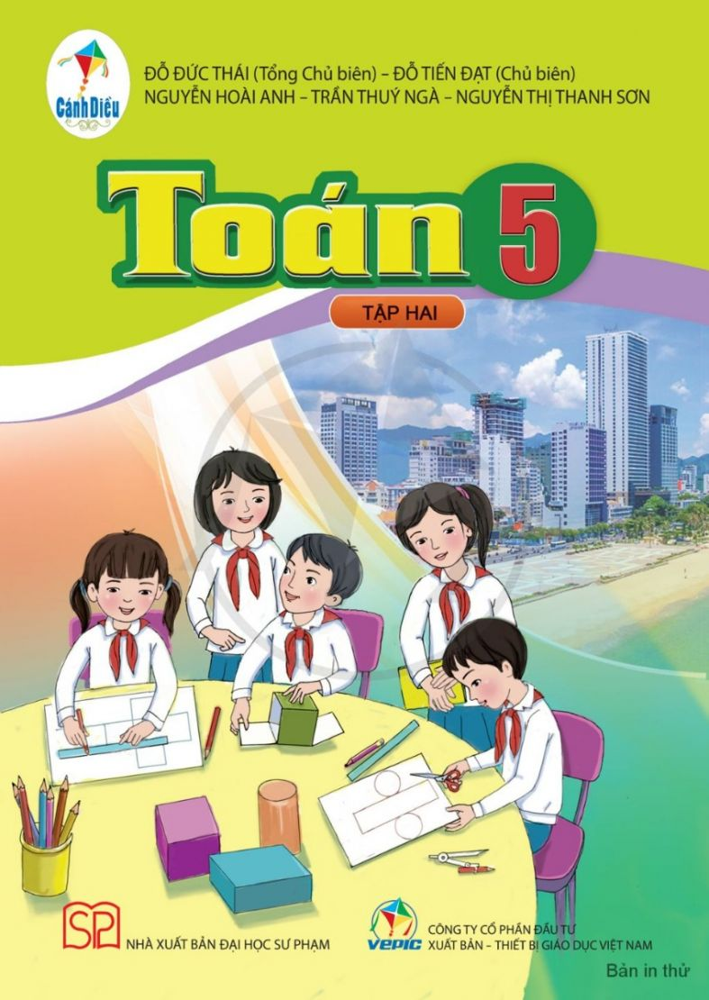 Cánh Diều
ĐỖ ĐỨC THÁI (Tổng Chủ biên) – ĐỖ TIẾN ĐẠT (Chủ biên)
NGUYỄN HOÀI ANH – TRẦN THUÝ NGÀ – NGUYỄN THỊ THANH SƠN
Toán 5
TẬP HAI
SP
NHÀ XUẤT BẢN ĐẠI HỌC SƯ PHẠM
VEPIC
CÔNG TY CỔ PHẦN ĐẦU TƯ
XUẤT BẢN – THIẾT BỊ GIÁO DỤC VIỆT NAM
Bản in thử